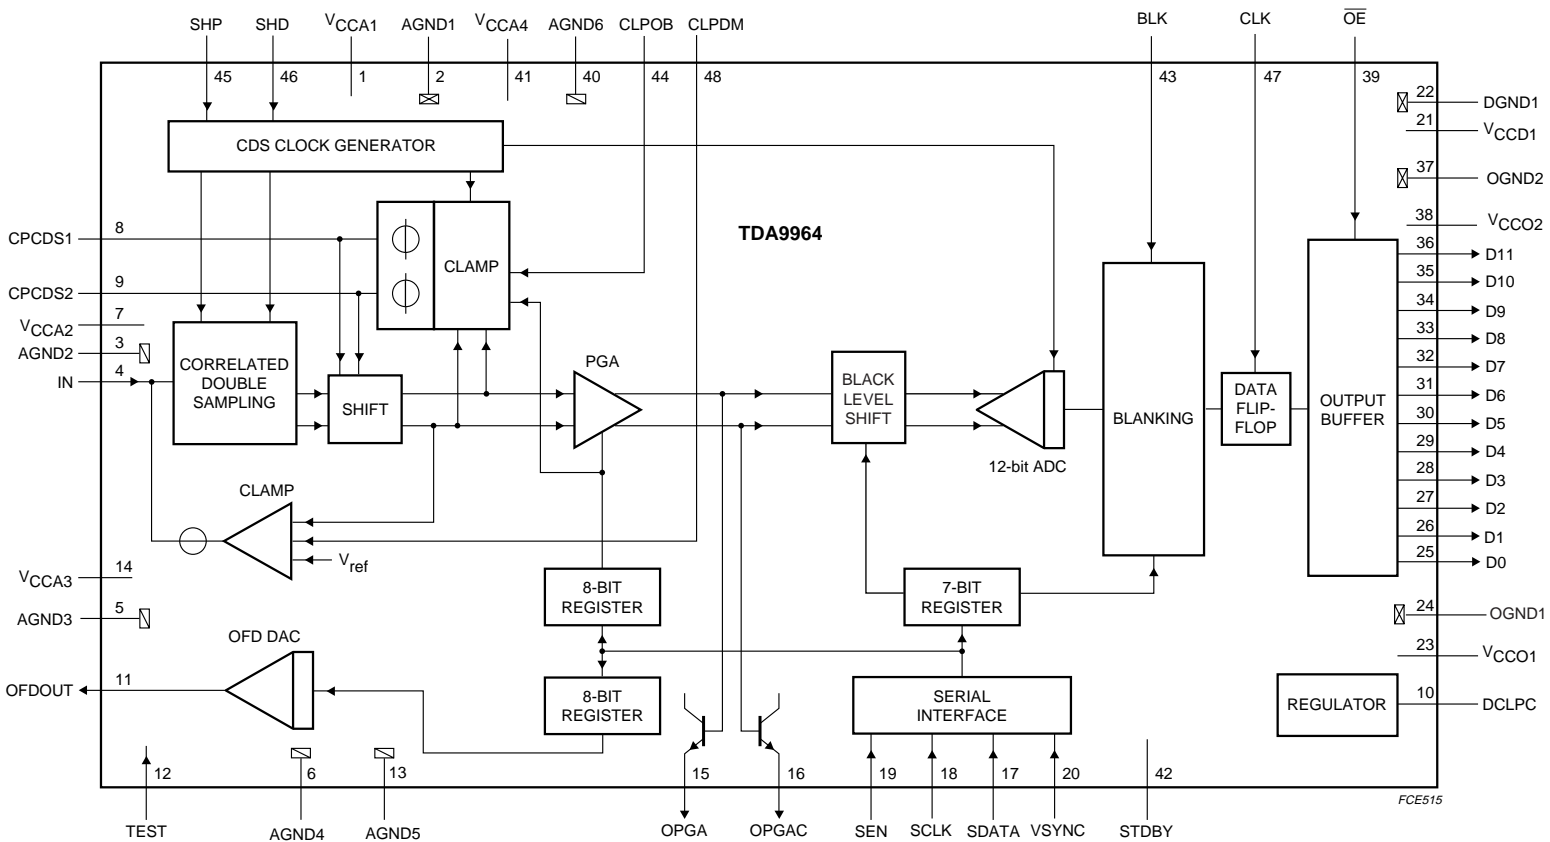 SHP SHD VCCA1 AGND1 VCCA4 AGND6 CLPOB CLPDM BLK CLK OE
45 46 1 2 41 40 44 48 43 47 39
22 DGND1
21 VCCD1
CDS CLOCK GENERATOR
37 OGND2
38 VCCO2
CPCDS1 8
TDA9964
CLAMP
CPCDS2 9
VCCA2 7
AGND2 3
IN 4
CORRELATED
DOUBLE
SAMPLING
SHIFT
PGA
BLACK
LEVEL
SHIFT
12-bit ADC
BLANKING
DATA
FLIP-
FLOP
OUTPUT
BUFFER
36 D11
35 D10
34 D9
33 D8
32 D7
31 D6
30 D5
29 D4
28 D3
27 D2
26 D1
25 D0
CLAMP
Vref
VCCA3 14
AGND3 5
8-BIT
REGISTER
7-BIT
REGISTER
24 OGND1
23 VCCO1
OFD DAC
OFDOUT 11
8-BIT
REGISTER
SERIAL
INTERFACE
REGULATOR
10 DCLPC
12 6 13 15 16 19 18 17 20 42
FCE515
TEST AGND4 AGND5 OPGA OPGAC SEN SCLK SDATA VSYNC STDBY